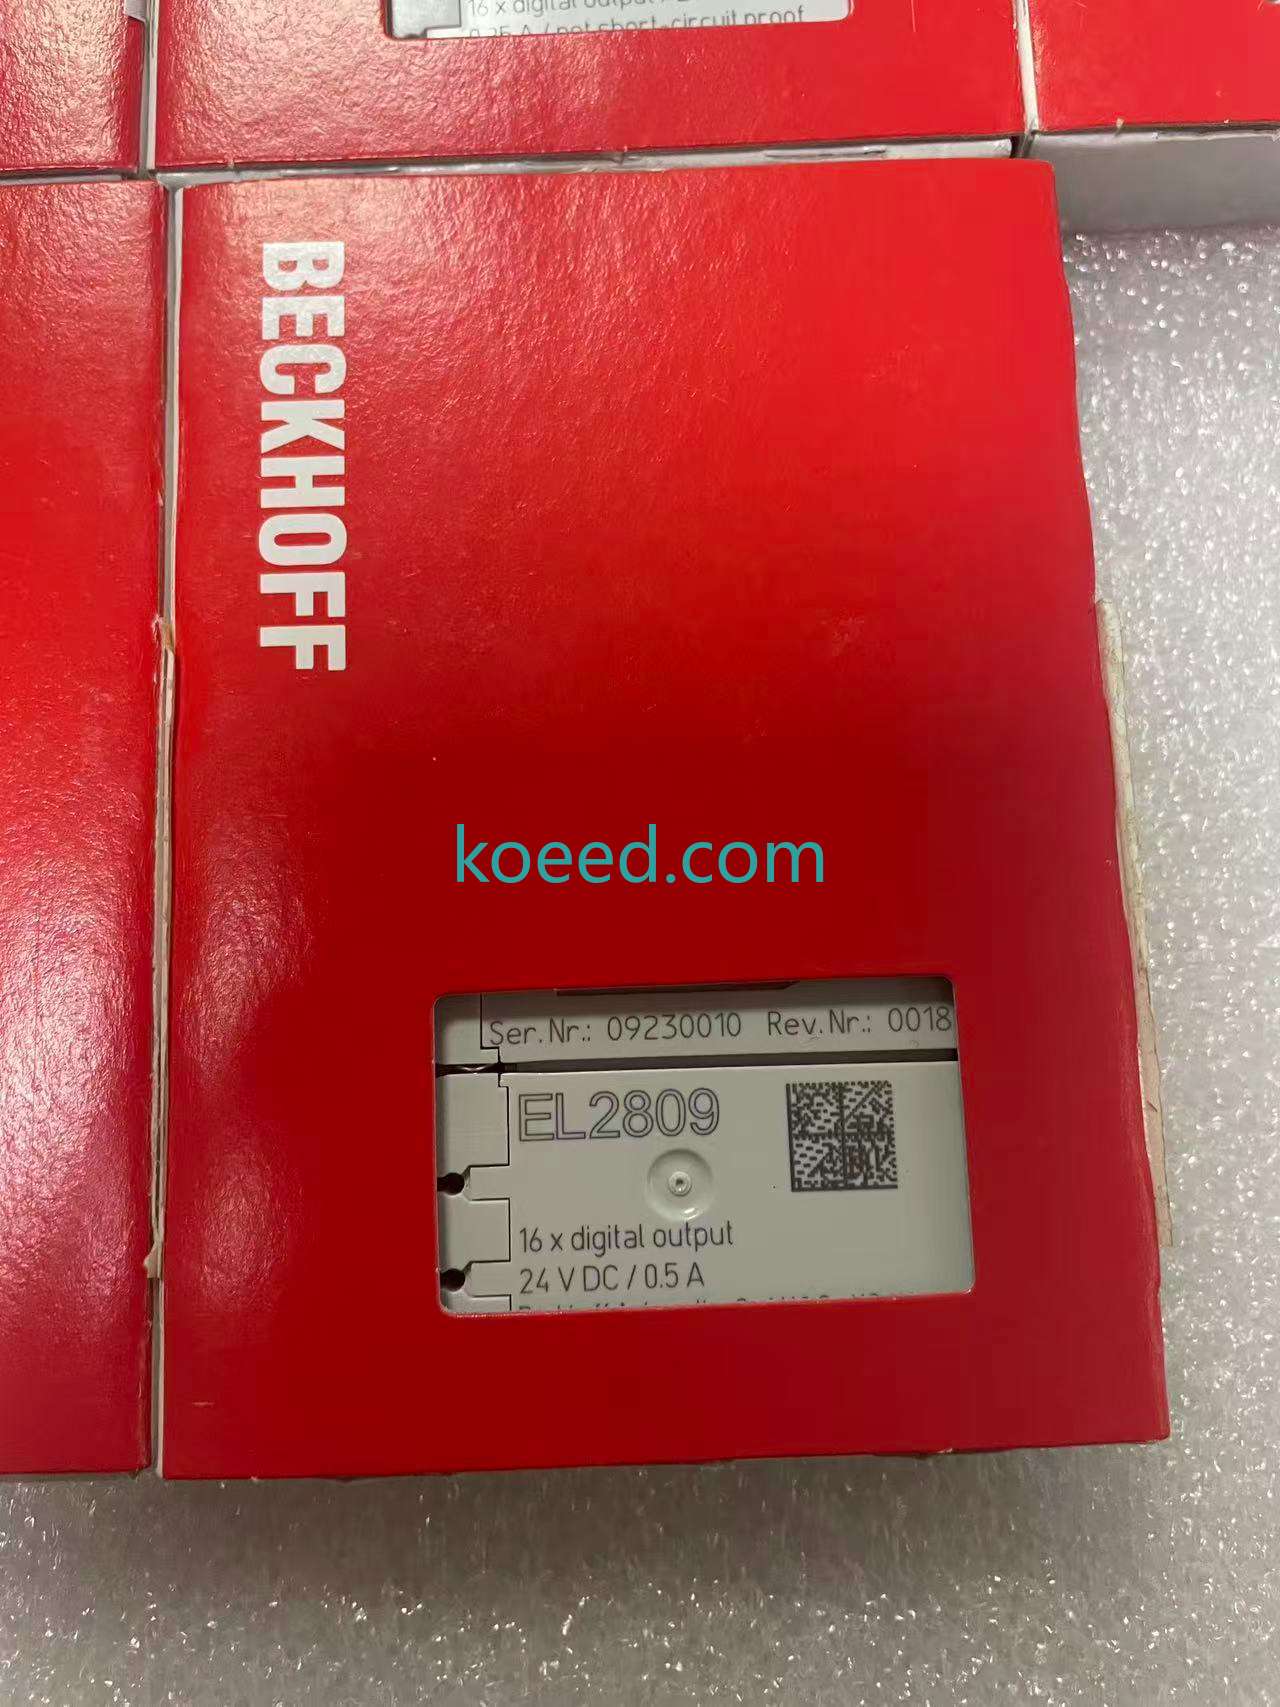 16 x digital output
0.25 A / not short-circuit proof
BECKHOFF
koeed.com
Ser.Nr.: 09230010 Rev.Nr.: 0018
EL2809
16 x digital output
24 V DC / 0.5 A